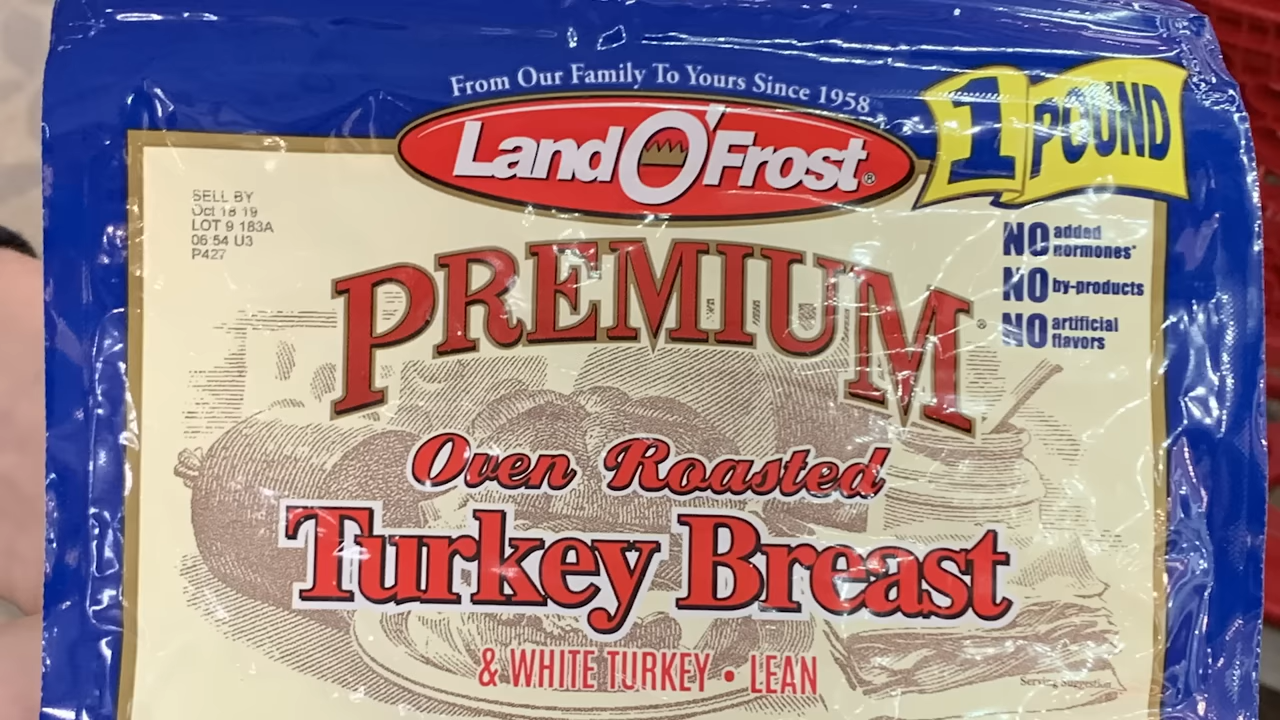 From Our Family To Yours Since 1958
Land O'Frost®
1 POUND
SELL BY
Oct 18 19
LOT 9 183A
06:54 U3
P427
NO added hormones*
NO by-products
NO artificial flavors
PREMIUM®
Oven Roasted
Turkey Breast
& WHITE TURKEY • LEAN
Serving Suggestion